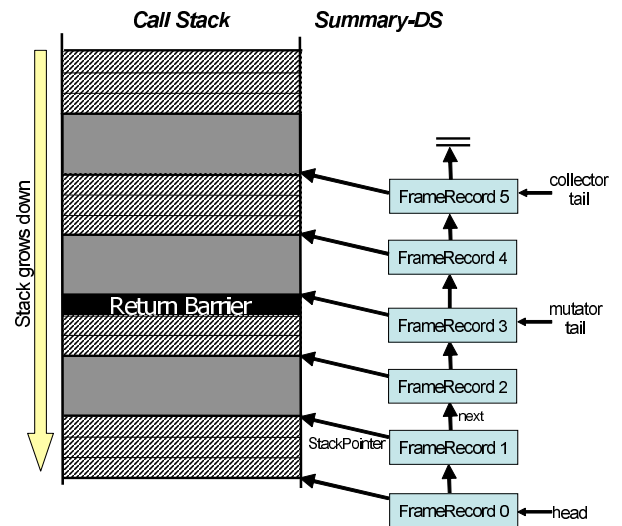 Call Stack
Summary-DS
Stack grows down
Return Barrier
FrameRecord 5
collector
tail
FrameRecord 4
FrameRecord 3
mutator
tail
FrameRecord 2
next
StackPointer
FrameRecord 1
FrameRecord 0
head